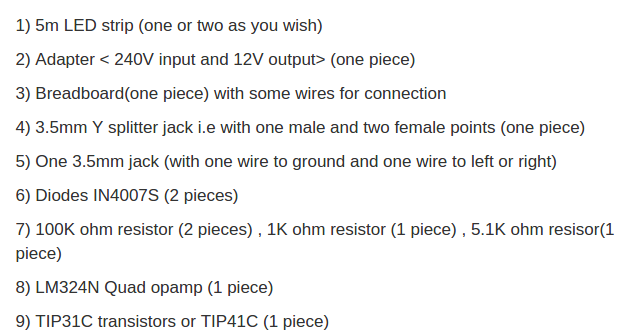 1) 5m LED strip (one or two as you wish)
2) Adapter < 240V input and 12V output> (one piece)
3) Breadboard(one piece) with some wires for connection
4) 3.5mm Y splitter jack i.e with one male and two female points (one piece)
5) One 3.5mm jack (with one wire to ground and one wire to left or right)
6) Diodes IN4007S (2 pieces)
7) 100K ohm resistor (2 pieces) , 1K ohm resistor (1 piece) , 5.1K ohm resisor(1
piece)
8) LM324N Quad opamp (1 piece)
9) TIP31C transistors or TIP41C (1 piece)